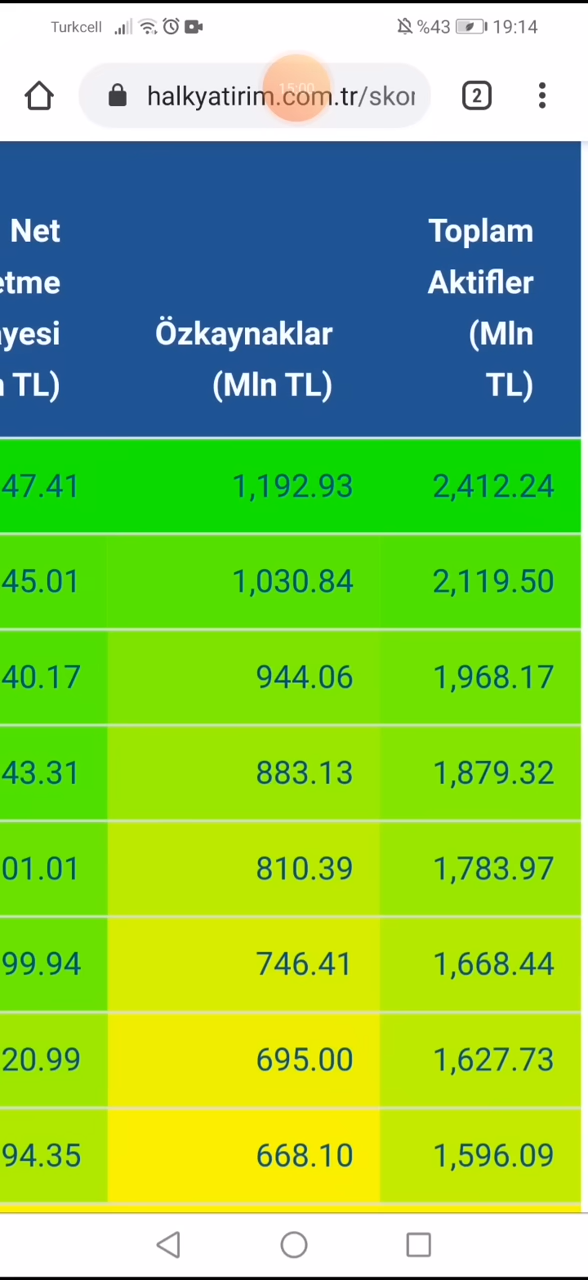 Turkcell %43 19:14
halkyatirim.com.tr/skor 2
15:00
Net
etme
yesi
TL)
Özkaynaklar
(Mln TL)
Toplam
Aktifler
(Mln
TL)
47.41 1,192.93 2,412.24
45.01 1,030.84 2,119.50
40.17 944.06 1,968.17
43.31 883.13 1,879.32
01.01 810.39 1,783.97
99.94 746.41 1,668.44
20.99 695.00 1,627.73
94.35 668.10 1,596.09